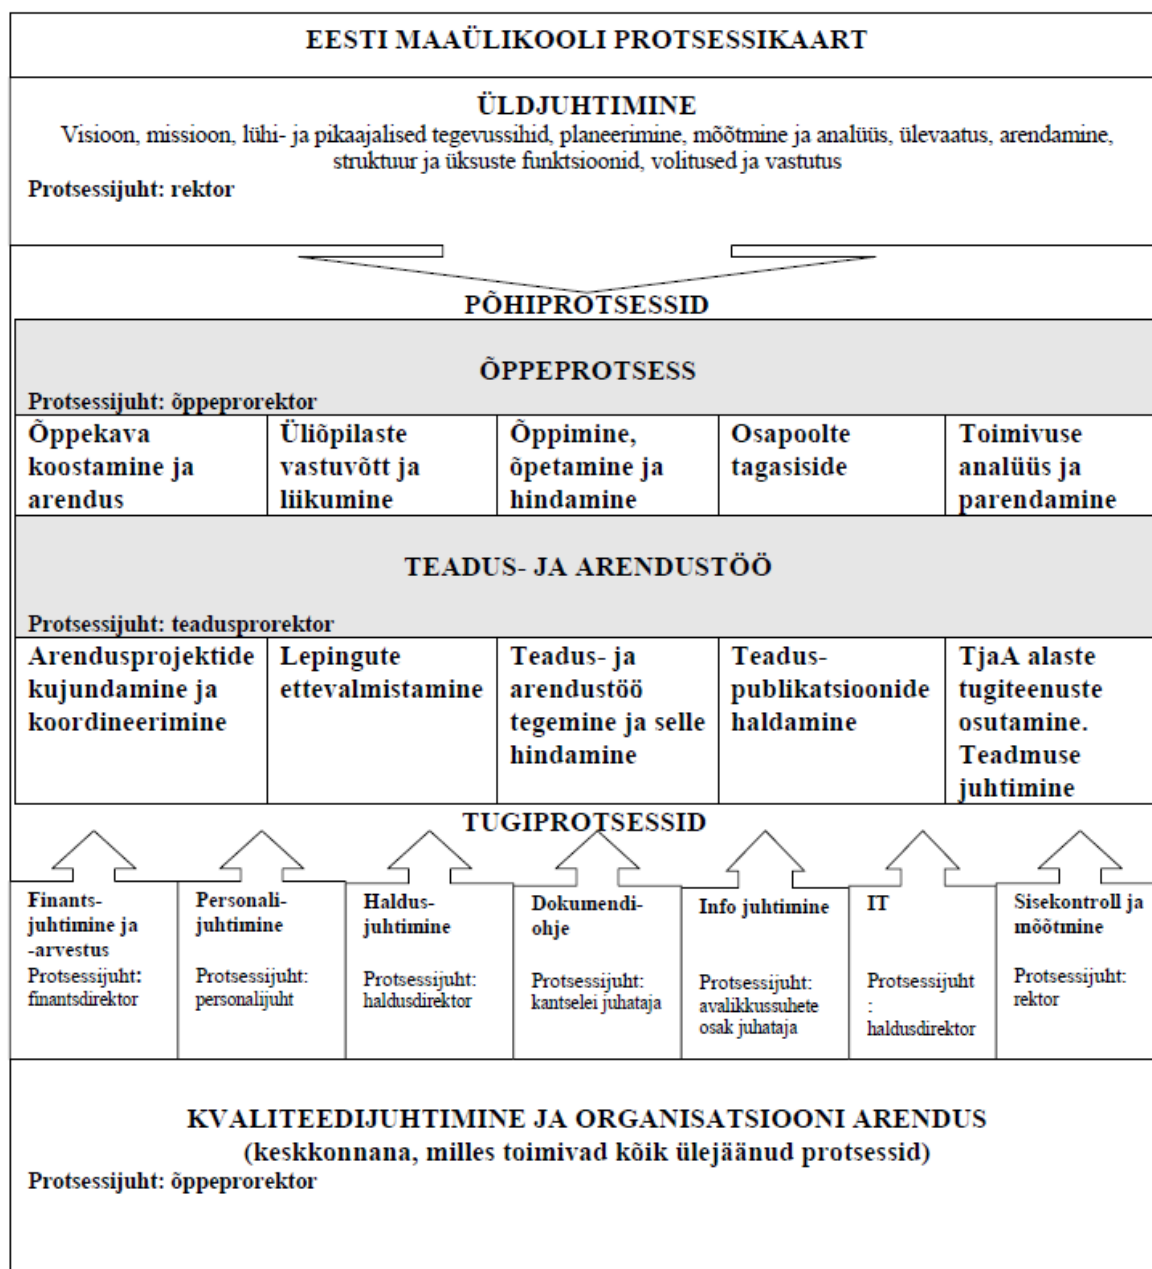 EESTI MAAÜLIKOOLI PROTSESSIKAART
ÜLDJUHTIMINE
Visioon, missioon, lühi- ja pikaajalised tegevussihid, planeerimine, mõõtmine ja analüüs, ülevaatus, arendamine,
struktuur ja üksuste funktsioonid, volitused ja vastutus
Protsessijuht: rektor
PÕHIPROTSESSID
ÕPPEPROTSESS
Protsessijuht: õppeprorektor
Õppekava
koostamine ja
arendus
Üliõpilaste
vastuvõtt ja
liikumine
Õppimine,
õpetamine ja
hindamine
Osapoolte
tagasiside
Toimivuse
analüüs ja
parendamine
TEADUS- JA ARENDUSTÖÖ
Protsessijuht: teadusprorektor
Arendusprojektide
kujundamine ja
koordineerimine
Lepingute
ettevalmistamine
Teadus- ja
arendustöö
tegemine ja selle
hindamine
Teadus-
publikatsioonide
haldamine
TjaA alaste
tugiteenuste
osutamine.
Teadmuse
juhtimine
TUGIPROTSESSID
Finants-
juhtimine ja
-arvestus
Protsessijuht:
finantsdirektor
Personali-
juhtimine
Protsessijuht:
personalijuht
Haldus-
juhtimine
Protsessijuht:
haldusdirektor
Dokumendi-
ohje
Protsessijuht:
kantselei juhataja
Info juhtimine
Protsessijuht:
avalikkussuhete
osak juhataja
IT
Protsessijuht
:
haldusdirektor
Sisekontroll ja
mõõtmine
Protsessijuht:
rektor
KVALITEEDIJUHTIMINE JA ORGANISATSIOONI ARENDUS
(keskkonnana, milles toimivad kõik ülejäänud protsessid)
Protsessijuht: õppeprorektor